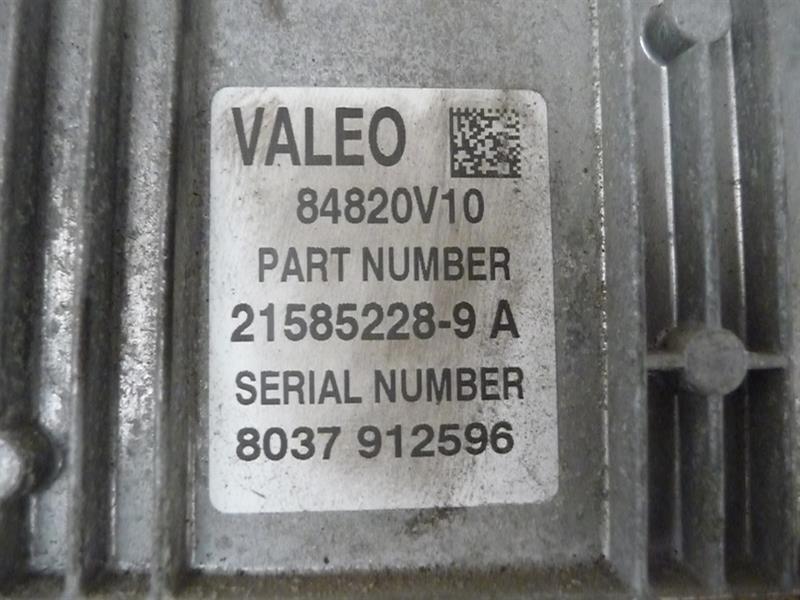 VALEO
84820V10
PART NUMBER
21585228-9 A
SERIAL NUMBER
8037 912596